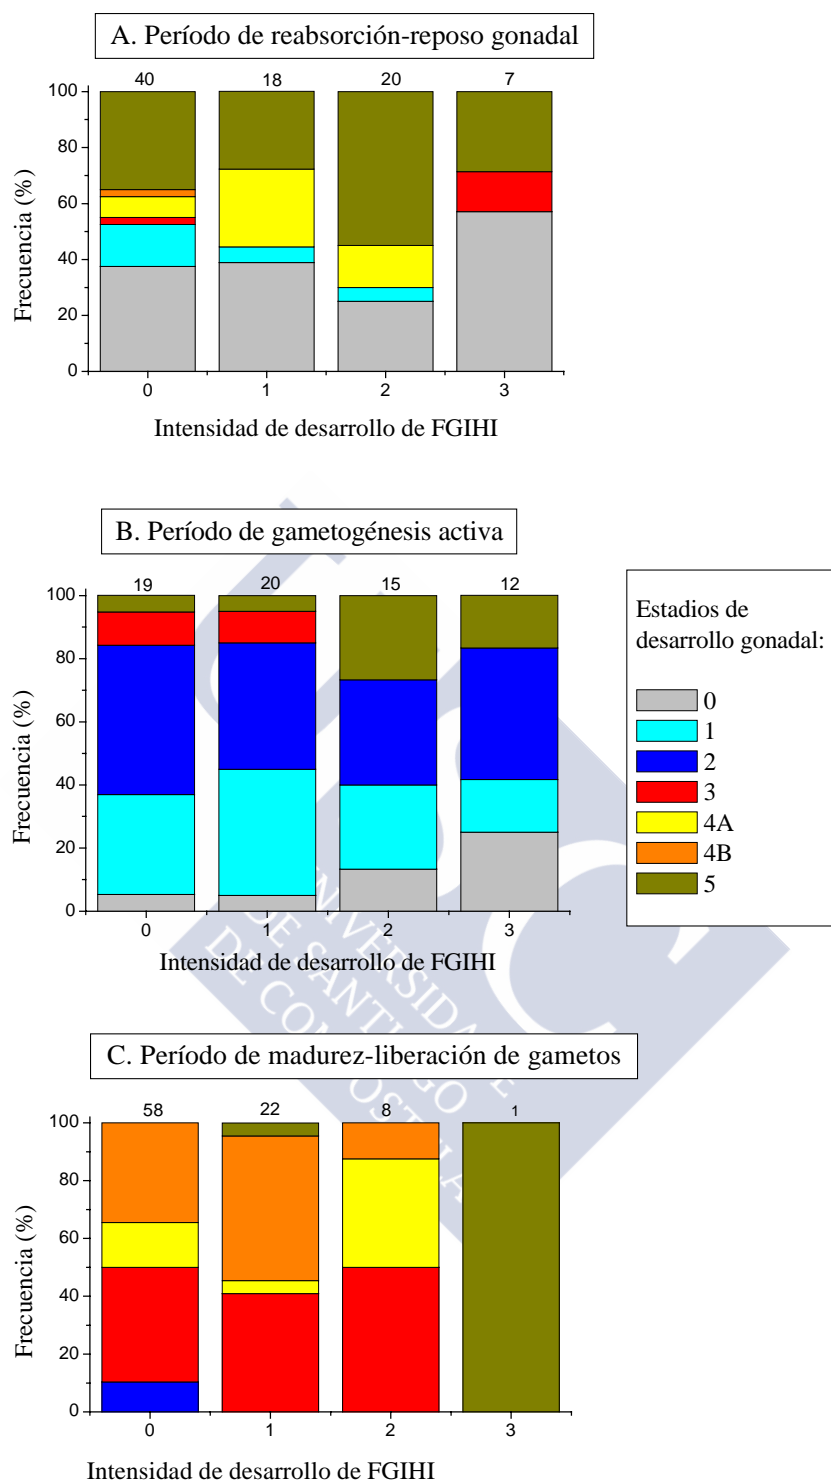 A. Período de reabsorción-reposo gonadal
40 18 20 7
100
80
60
40
20
0
Frecuencia (%)
0 1 2 3
Intensidad de desarrollo de FGIHI
B. Período de gametogénesis activa
19 20 15 12
100
80
60
40
20
0
Frecuencia (%)
0 1 2 3
Intensidad de desarrollo de FGIHI
Estadios de
desarrollo gonadal:
0
1
2
3
4A
4B
5
C. Período de madurez-liberación de gametos
58 22 8 1
100
80
60
40
20
0
Frecuencia (%)
0 1 2 3
Intensidad de desarrollo de FGIHI